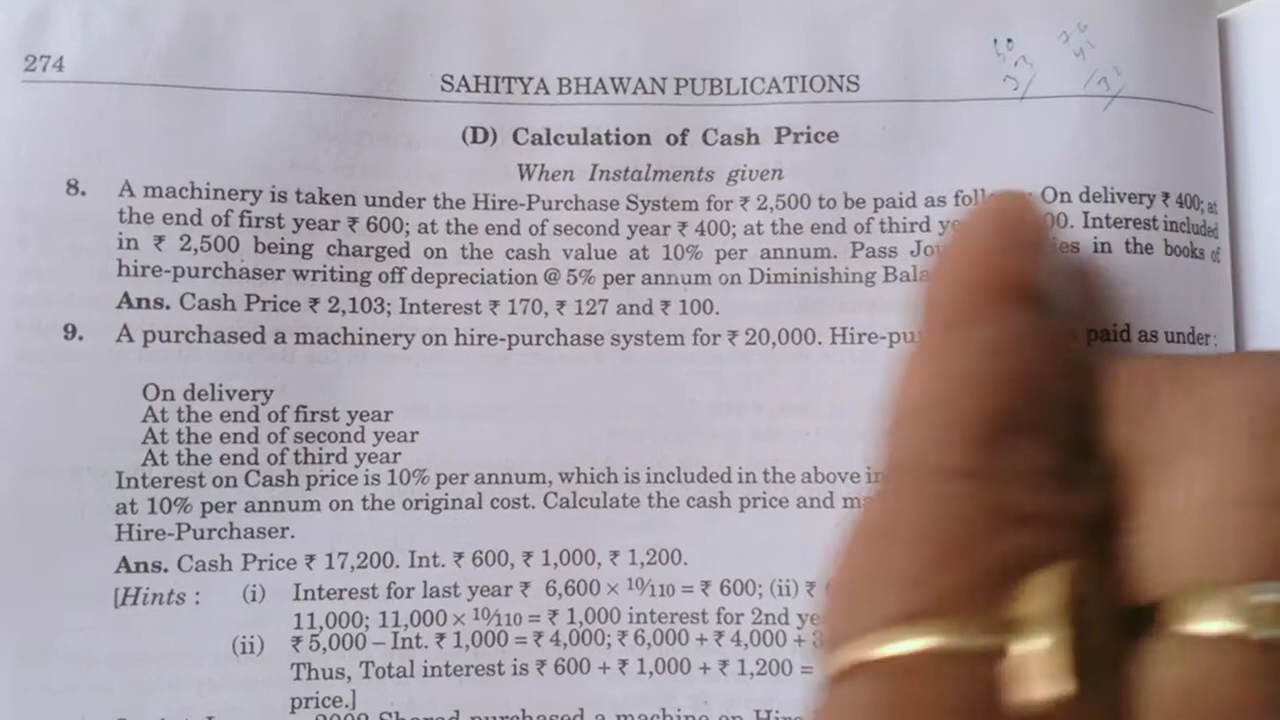 274
SAHITYA BHAWAN PUBLICATIONS
(D) Calculation of Cash Price
When Instalments given
8. A machinery is taken under the Hire-Purchase System for ₹ 2,500 to be paid as On delivery ₹ 400; at
the end of first year ₹ 600; at the end of second year ₹ 400; at the end of third Interest included
in ₹ 2,500 being charged on the cash value at 10% per annum. Pass in the books of
hire-purchaser writing off depreciation @ 5% per annum on Diminishing
Ans. Cash Price ₹ 2,103; Interest ₹ 170, ₹ 127 and ₹ 100.
9. A purchased a machinery on hire-purchase system for ₹ 20,000. paid as under:
On delivery
At the end of first year
At the end of second year
At the end of third year
Interest on Cash price is 10% per annum, which is included in the above
at 10% per annum on the original cost. Calculate the cash price and
Hire-Purchaser.
Ans. Cash Price ₹ 17,200. Int. ₹ 600, ₹ 1,000, ₹ 1,200.
[Hints : (i) Interest for last year ₹ 6,600 × 10/110 = ₹ 600; (ii) ₹
11,000; 11,000 × 10/110 = ₹ 1,000 interest for 2nd
(ii) ₹ 5,000 – Int. ₹ 1,000 = ₹ 4,000; ₹ 6,000 + ₹ 4,000 +
Thus, Total interest is ₹ 600 + ₹ 1,000 + ₹ 1,200 =
price.]
purchased a machine on